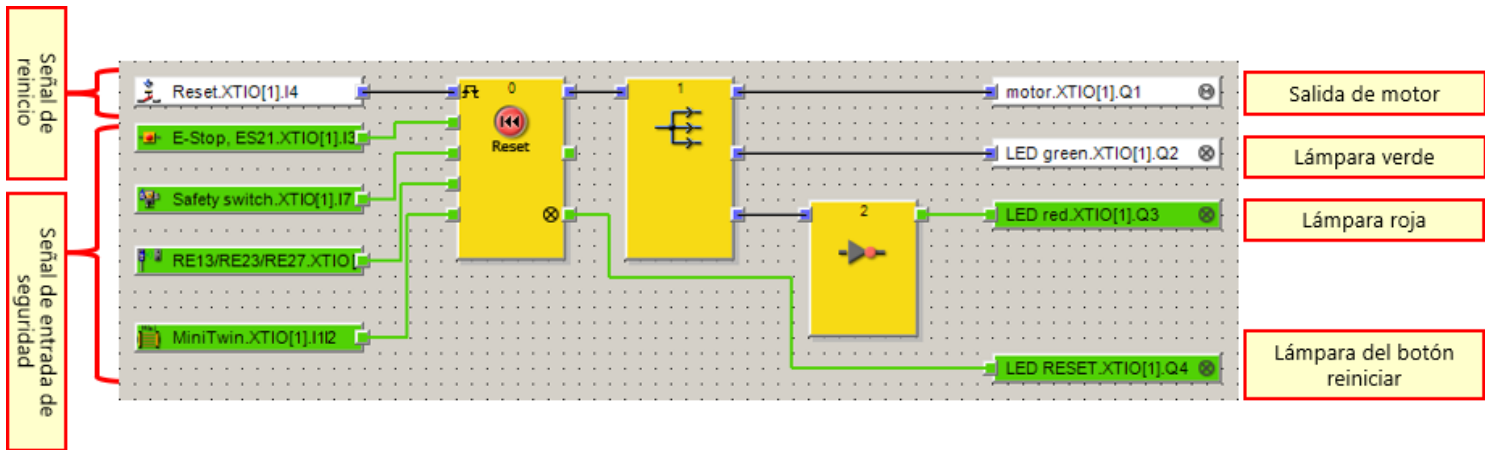 Señal de
reinicio
Señal de entrada de
seguridad
Reset.XTIO[1].I4
E-Stop, ES21.XTIO[1].I3
Safety switch.XTIO[1].I7
RE13/RE23/RE27.XTIO[
MiniTwin.XTIO[1].I1I2
0
Reset
1
2
motor.XTIO[1].Q1
LED green.XTIO[1].Q2
LED red.XTIO[1].Q3
LED RESET.XTIO[1].Q4
Salida de motor
Lámpara verde
Lámpara roja
Lámpara del botón
reiniciar